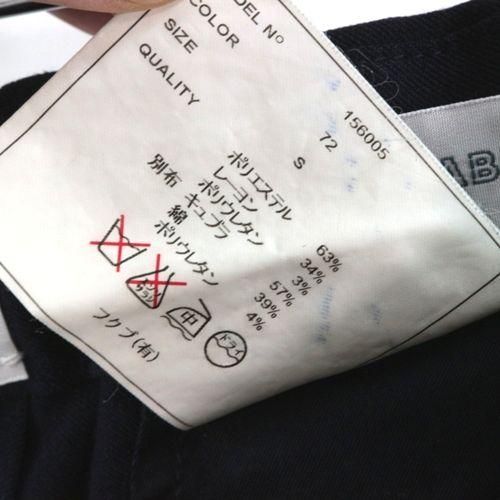 MODEL Nº 156005
COLOR 72
SIZE S
QUALITY
ポリエステル 63%
レーヨン 34%
ポリウレタン 3%
別布 キュプラ 57%
綿 39%
ポリウレタン 4%
中
ドライ
フクブ(有)
AB